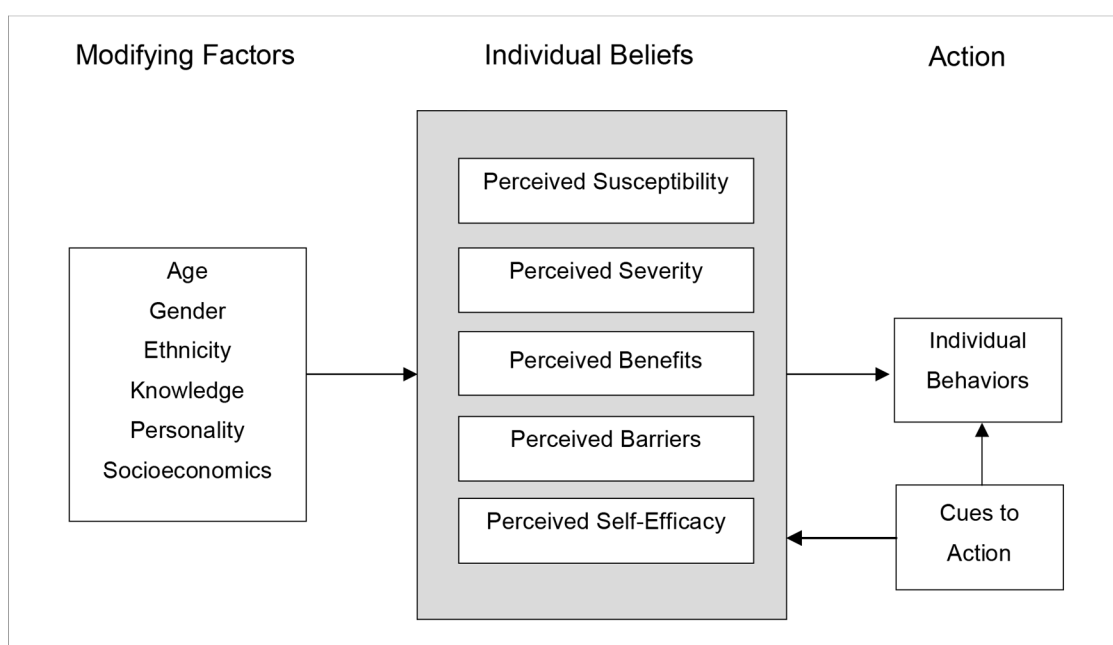 Modifying Factors
Individual Beliefs
Action
Age
Gender
Ethnicity
Knowledge
Personality
Socioeconomics
Perceived Susceptibility
Perceived Severity
Perceived Benefits
Perceived Barriers
Perceived Self-Efficacy
Individual
Behaviors
Cues to
Action